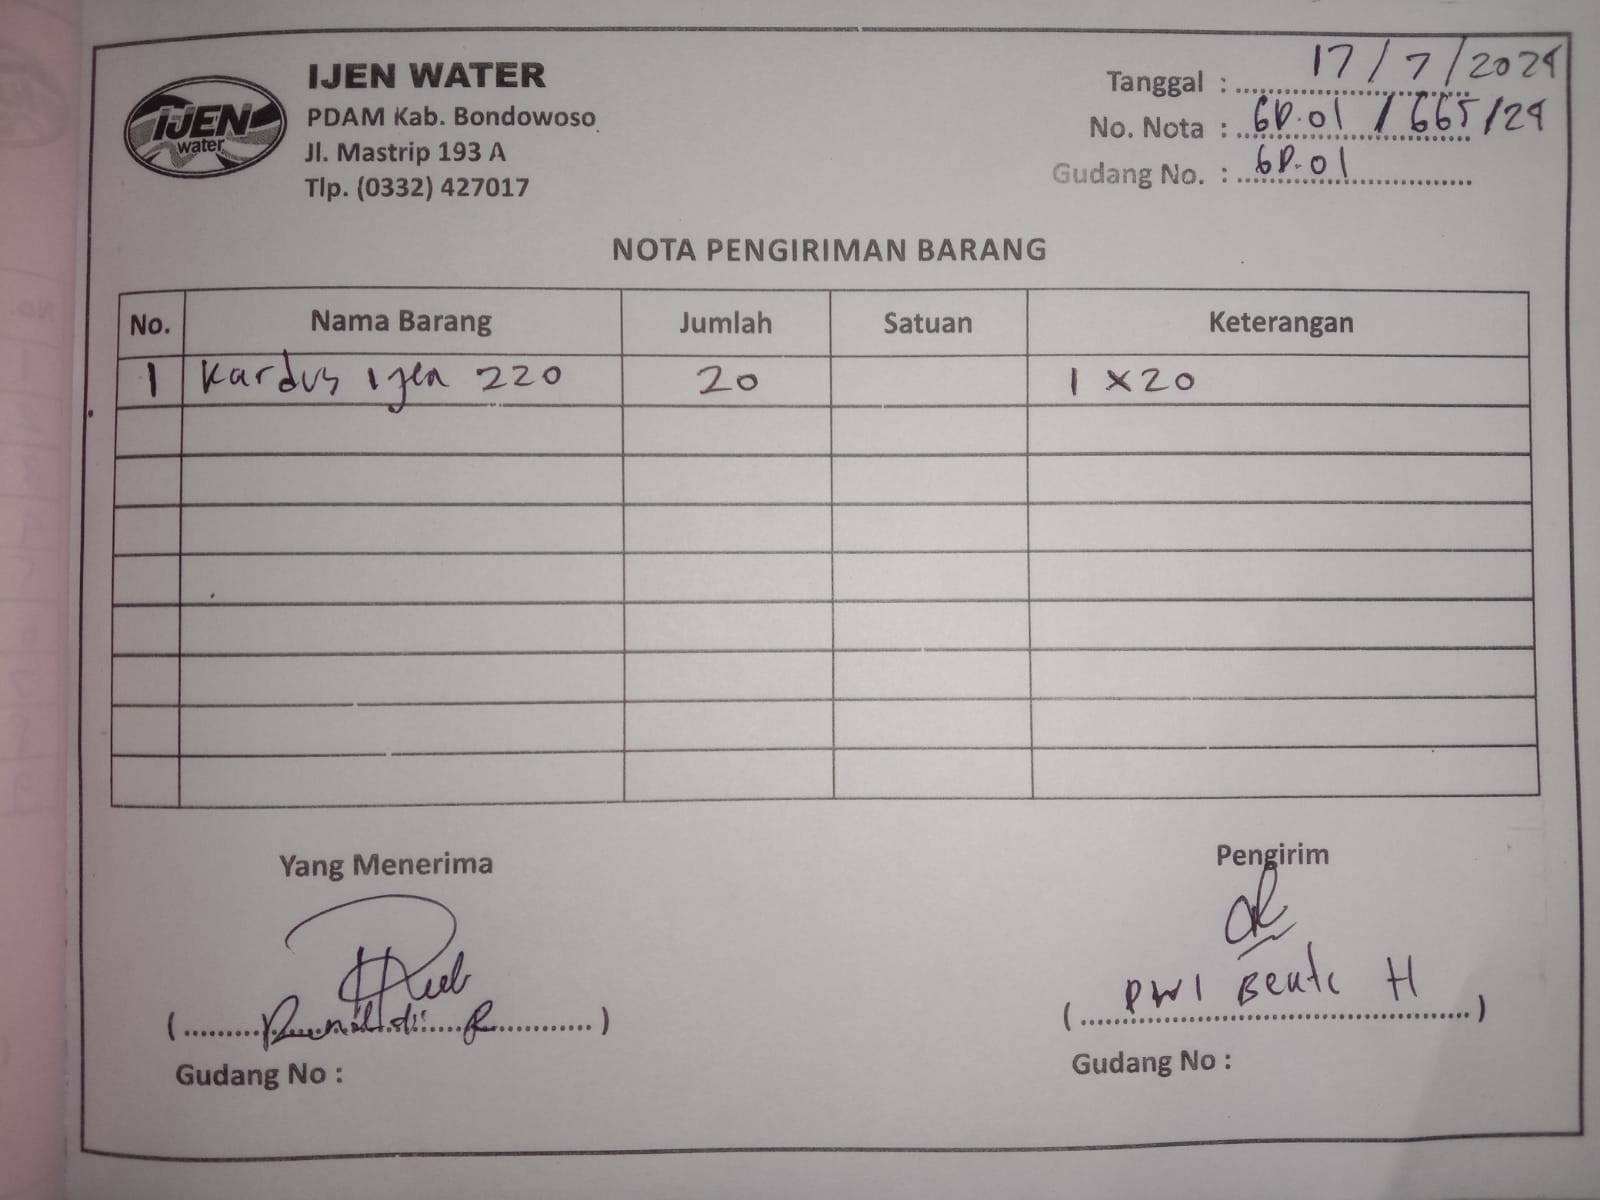 IJEN WATER
PDAM Kab. Bondowoso
Jl. Mastrip 193 A
Tlp. (0332) 427017
IJEN
water
Tanggal : 17/7/2024
No. Nota : GD.01 / 665/24
Gudang No. : GD.01
NOTA PENGIRIMAN BARANG
No. Nama Barang Jumlah Satuan Keterangan
1 Kardus Ijen 220 20 1 x 20
Yang Menerima Pengirim
DWI Bentc H
Gudang No : Gudang No :